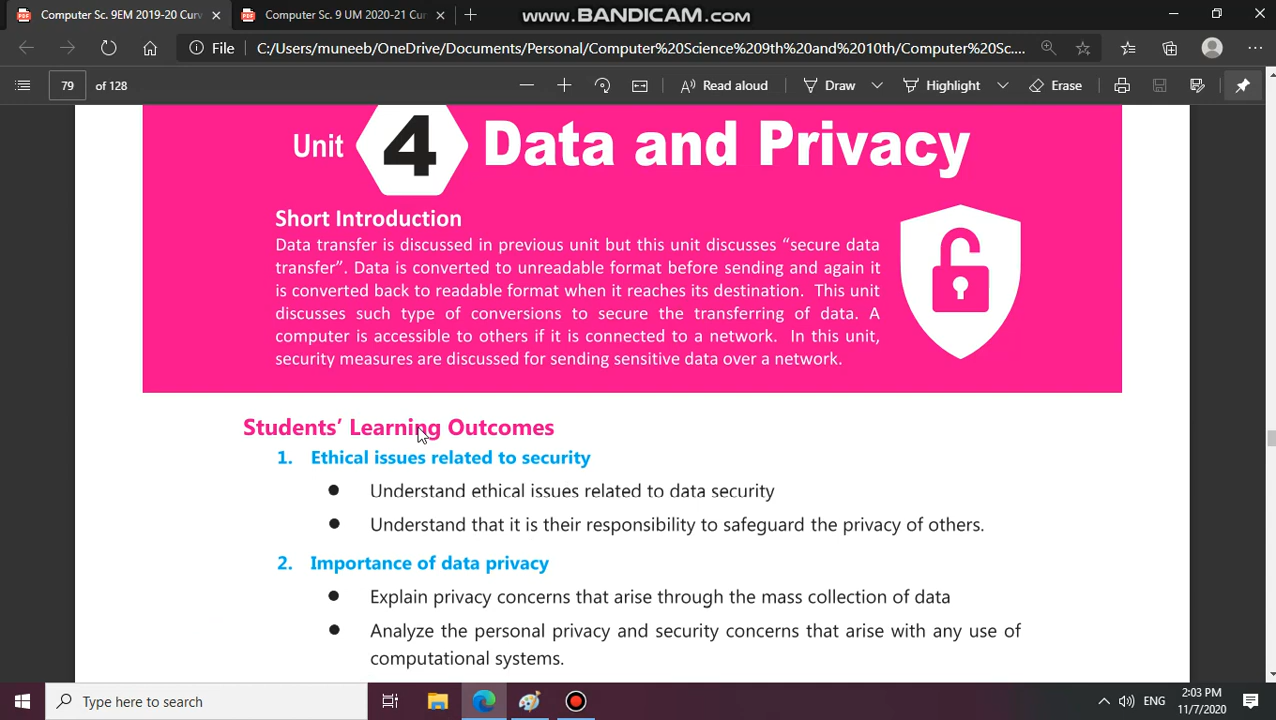 Computer Sc. 9EM 2019-20 Cur
Computer Sc. 9 UM 2020-21 Cur
www.BANDICAM.com
File
C:/Users/muneeb/OneDrive/Documents/Personal/Computer%20Science%209th%20and%2010th/Computer%20Sc....
79 of 128
Read aloud
Draw
Highlight
Erase
Unit 4 Data and Privacy
Short Introduction
Data transfer is discussed in previous unit but this unit discusses “secure data
transfer”. Data is converted to unreadable format before sending and again it
is converted back to readable format when it reaches its destination. This unit
discusses such type of conversions to secure the transferring of data. A
computer is accessible to others if it is connected to a network. In this unit,
security measures are discussed for sending sensitive data over a network.
Students’ Learning Outcomes
1. Ethical issues related to security
● Understand ethical issues related to data security
● Understand that it is their responsibility to safeguard the privacy of others.
2. Importance of data privacy
● Explain privacy concerns that arise through the mass collection of data
● Analyze the personal privacy and security concerns that arise with any use of
computational systems.
Type here to search
ENG
2:03 PM
11/7/2020